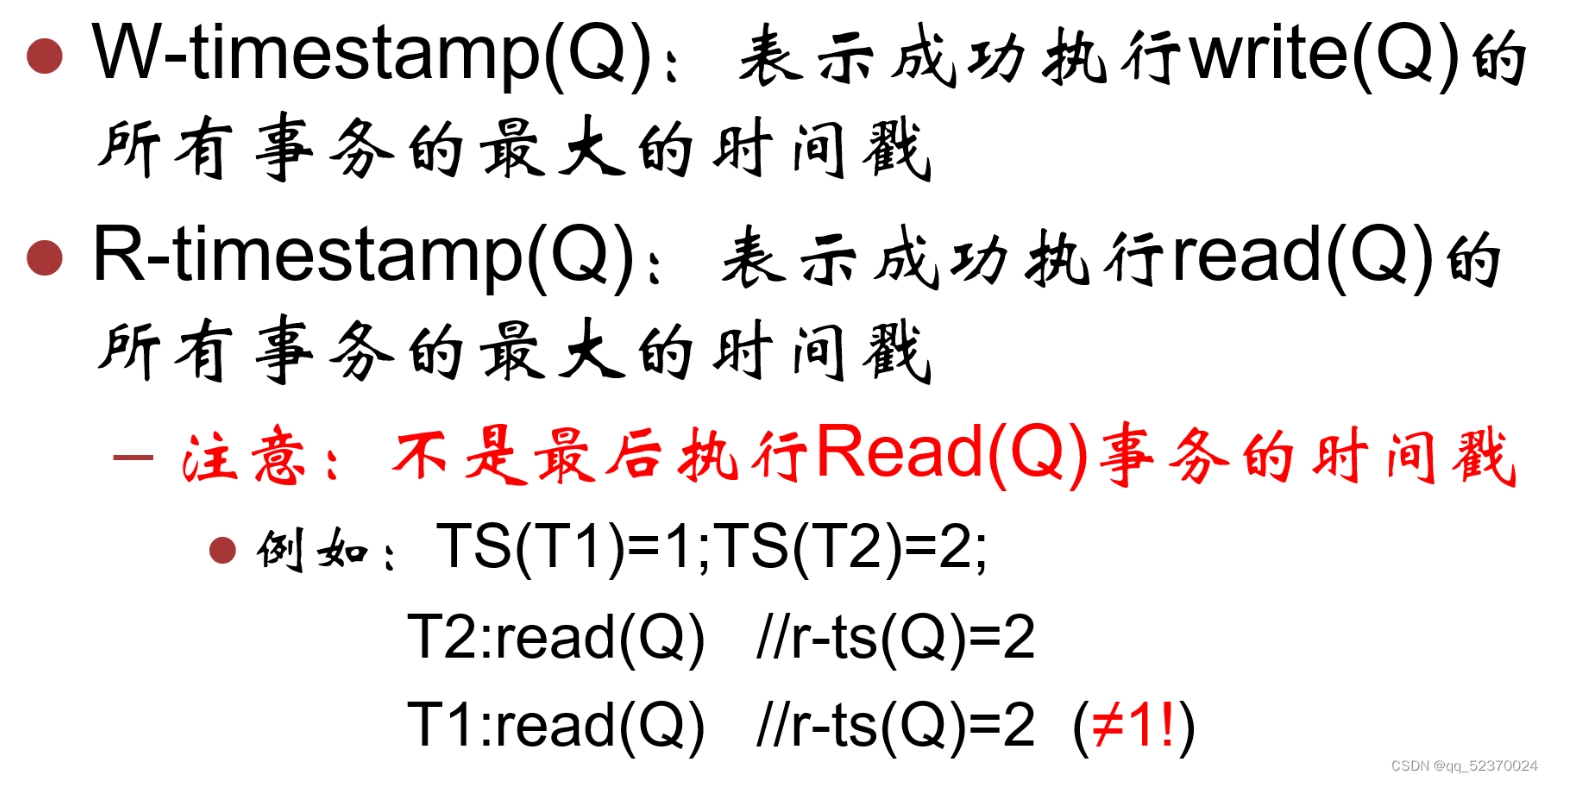 W-timestamp(Q)：表示成功执行write(Q)的
所有事务的最大的时间戳
R-timestamp(Q)：表示成功执行read(Q)的
所有事务的最大的时间戳
– 注意：不是最后执行Read(Q)事务的时间戳
例如：TS(T1)=1;TS(T2)=2;
T2:read(Q) //r-ts(Q)=2
T1:read(Q) //r-ts(Q)=2 (≠1!)
CSDN @qq_52370024